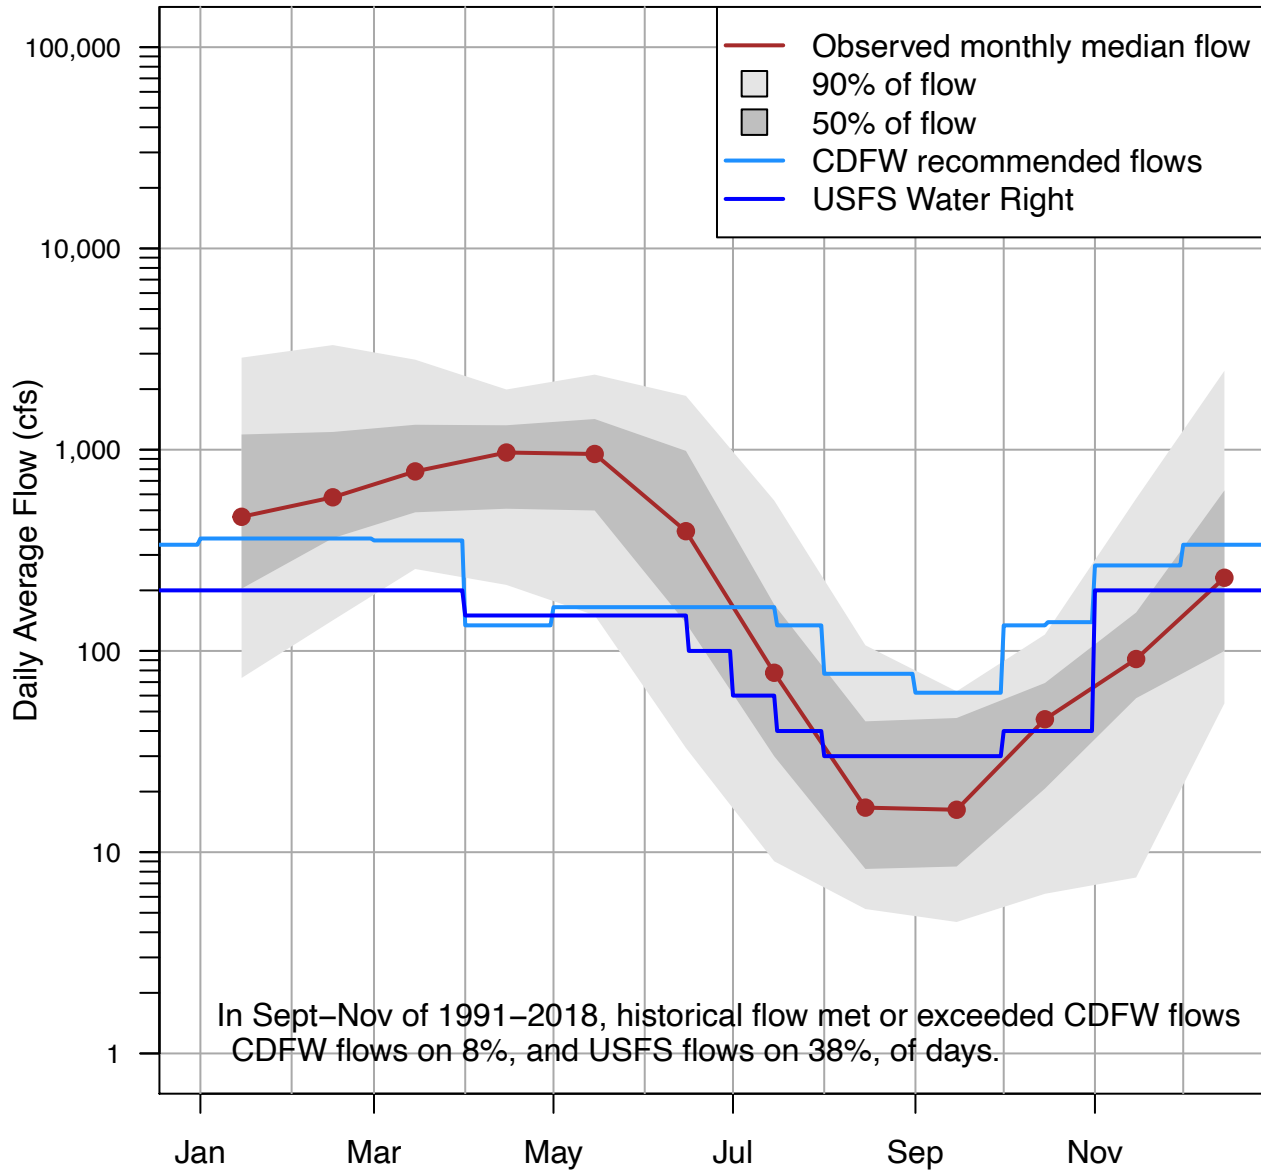 100,000
10,000
1,000
100
10
1
Daily Average Flow (cfs)
Observed monthly median flow
90% of flow
50% of flow
CDFW recommended flows
USFS Water Right
In Sept−Nov of 1991−2018, historical flow met or exceeded CDFW flows
CDFW flows on 8%, and USFS flows on 38%, of days.
Jan Mar May Jul Sep Nov